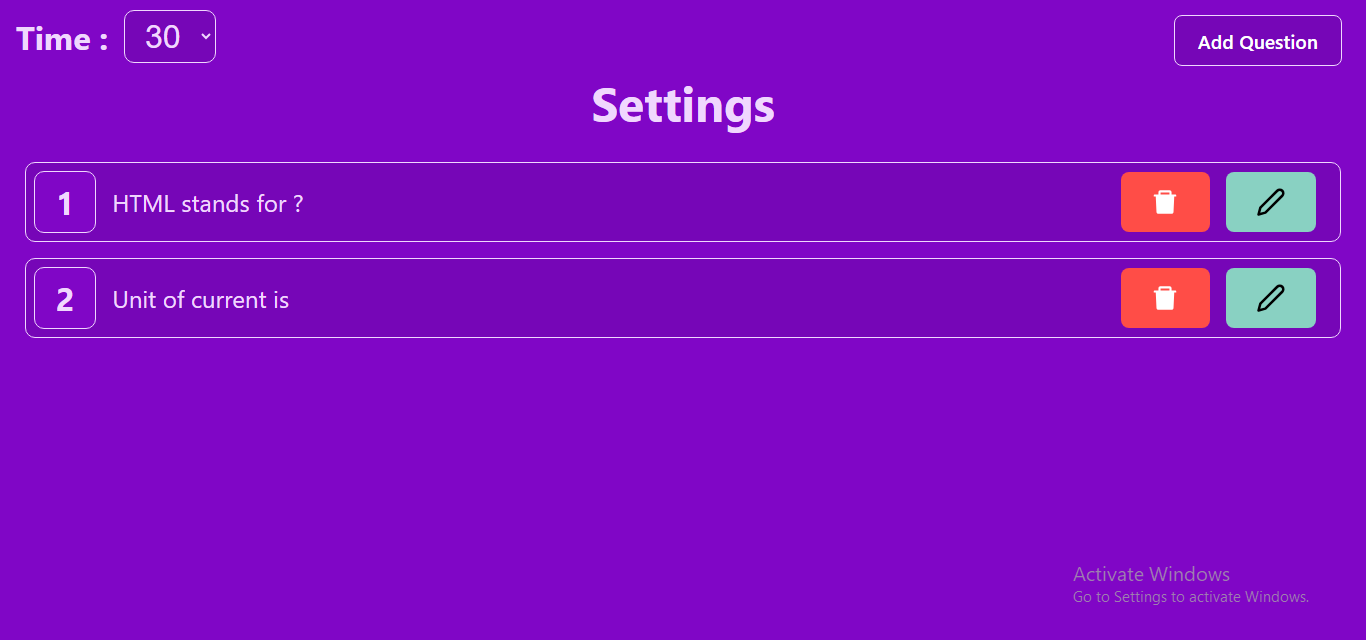 Time : 30
Add Question
Settings
1 HTML stands for ?
2 Unit of current is
Activate Windows
Go to Settings to activate Windows.